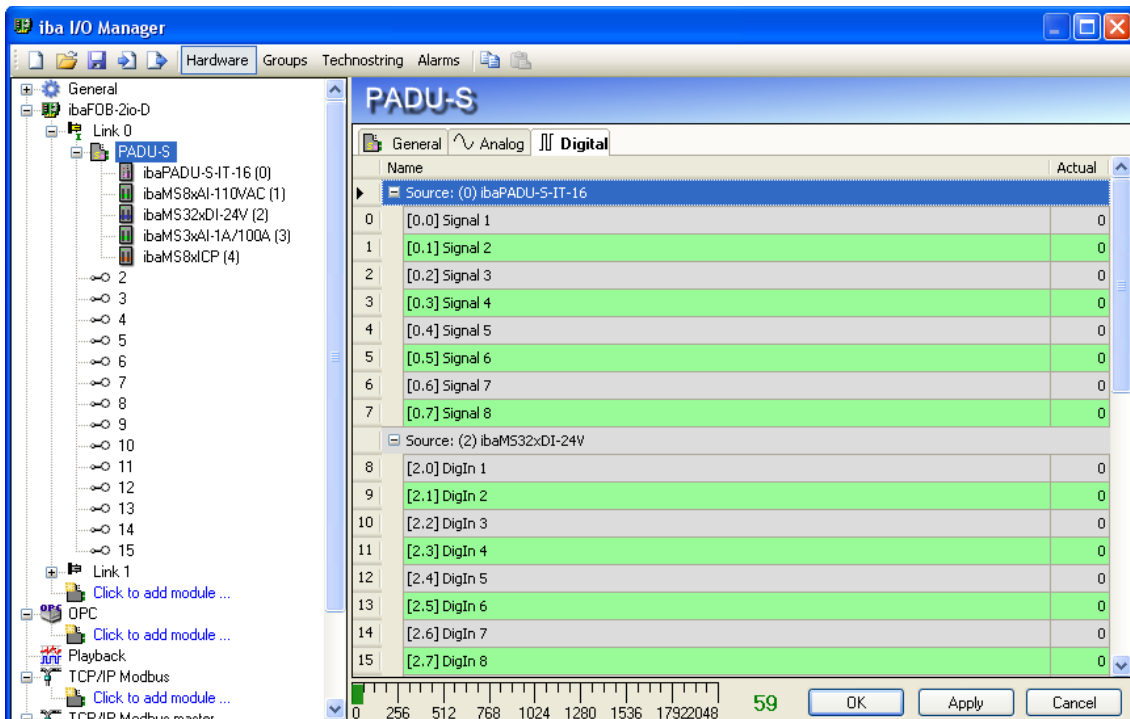 iba I/O Manager
Hardware Groups Technostring Alarms
General
ibaFOB-2io-D
Link 0
PADU-S
ibaPADU-S-IT-16 (0)
ibaMS8xAI-110VAC (1)
ibaMS32xDI-24V (2)
ibaMS3xAI-1A/100A (3)
ibaMS8xICP (4)
2
3
4
5
6
7
8
9
10
11
12
13
14
15
Link 1
Click to add module ...
OPC
Click to add module ...
Playback
TCP/IP Modbus
Click to add module ...
TCP/IP Modbus master
PADU-S
General Analog Digital
Name Actual
Source: (0) ibaPADU-S-IT-16
0 [0.0] Signal 1 0
1 [0.1] Signal 2 0
2 [0.2] Signal 3 0
3 [0.3] Signal 4 0
4 [0.4] Signal 5 0
5 [0.5] Signal 6 0
6 [0.6] Signal 7 0
7 [0.7] Signal 8 0
Source: (2) ibaMS32xDI-24V
8 [2.0] DigIn 1 0
9 [2.1] DigIn 2 0
10 [2.2] DigIn 3 0
11 [2.3] DigIn 4 0
12 [2.4] DigIn 5 0
13 [2.5] DigIn 6 0
14 [2.6] DigIn 7 0
15 [2.7] DigIn 8 0
0 256 512 768 1024 1280 1536 1792 2048
59
OK Apply Cancel